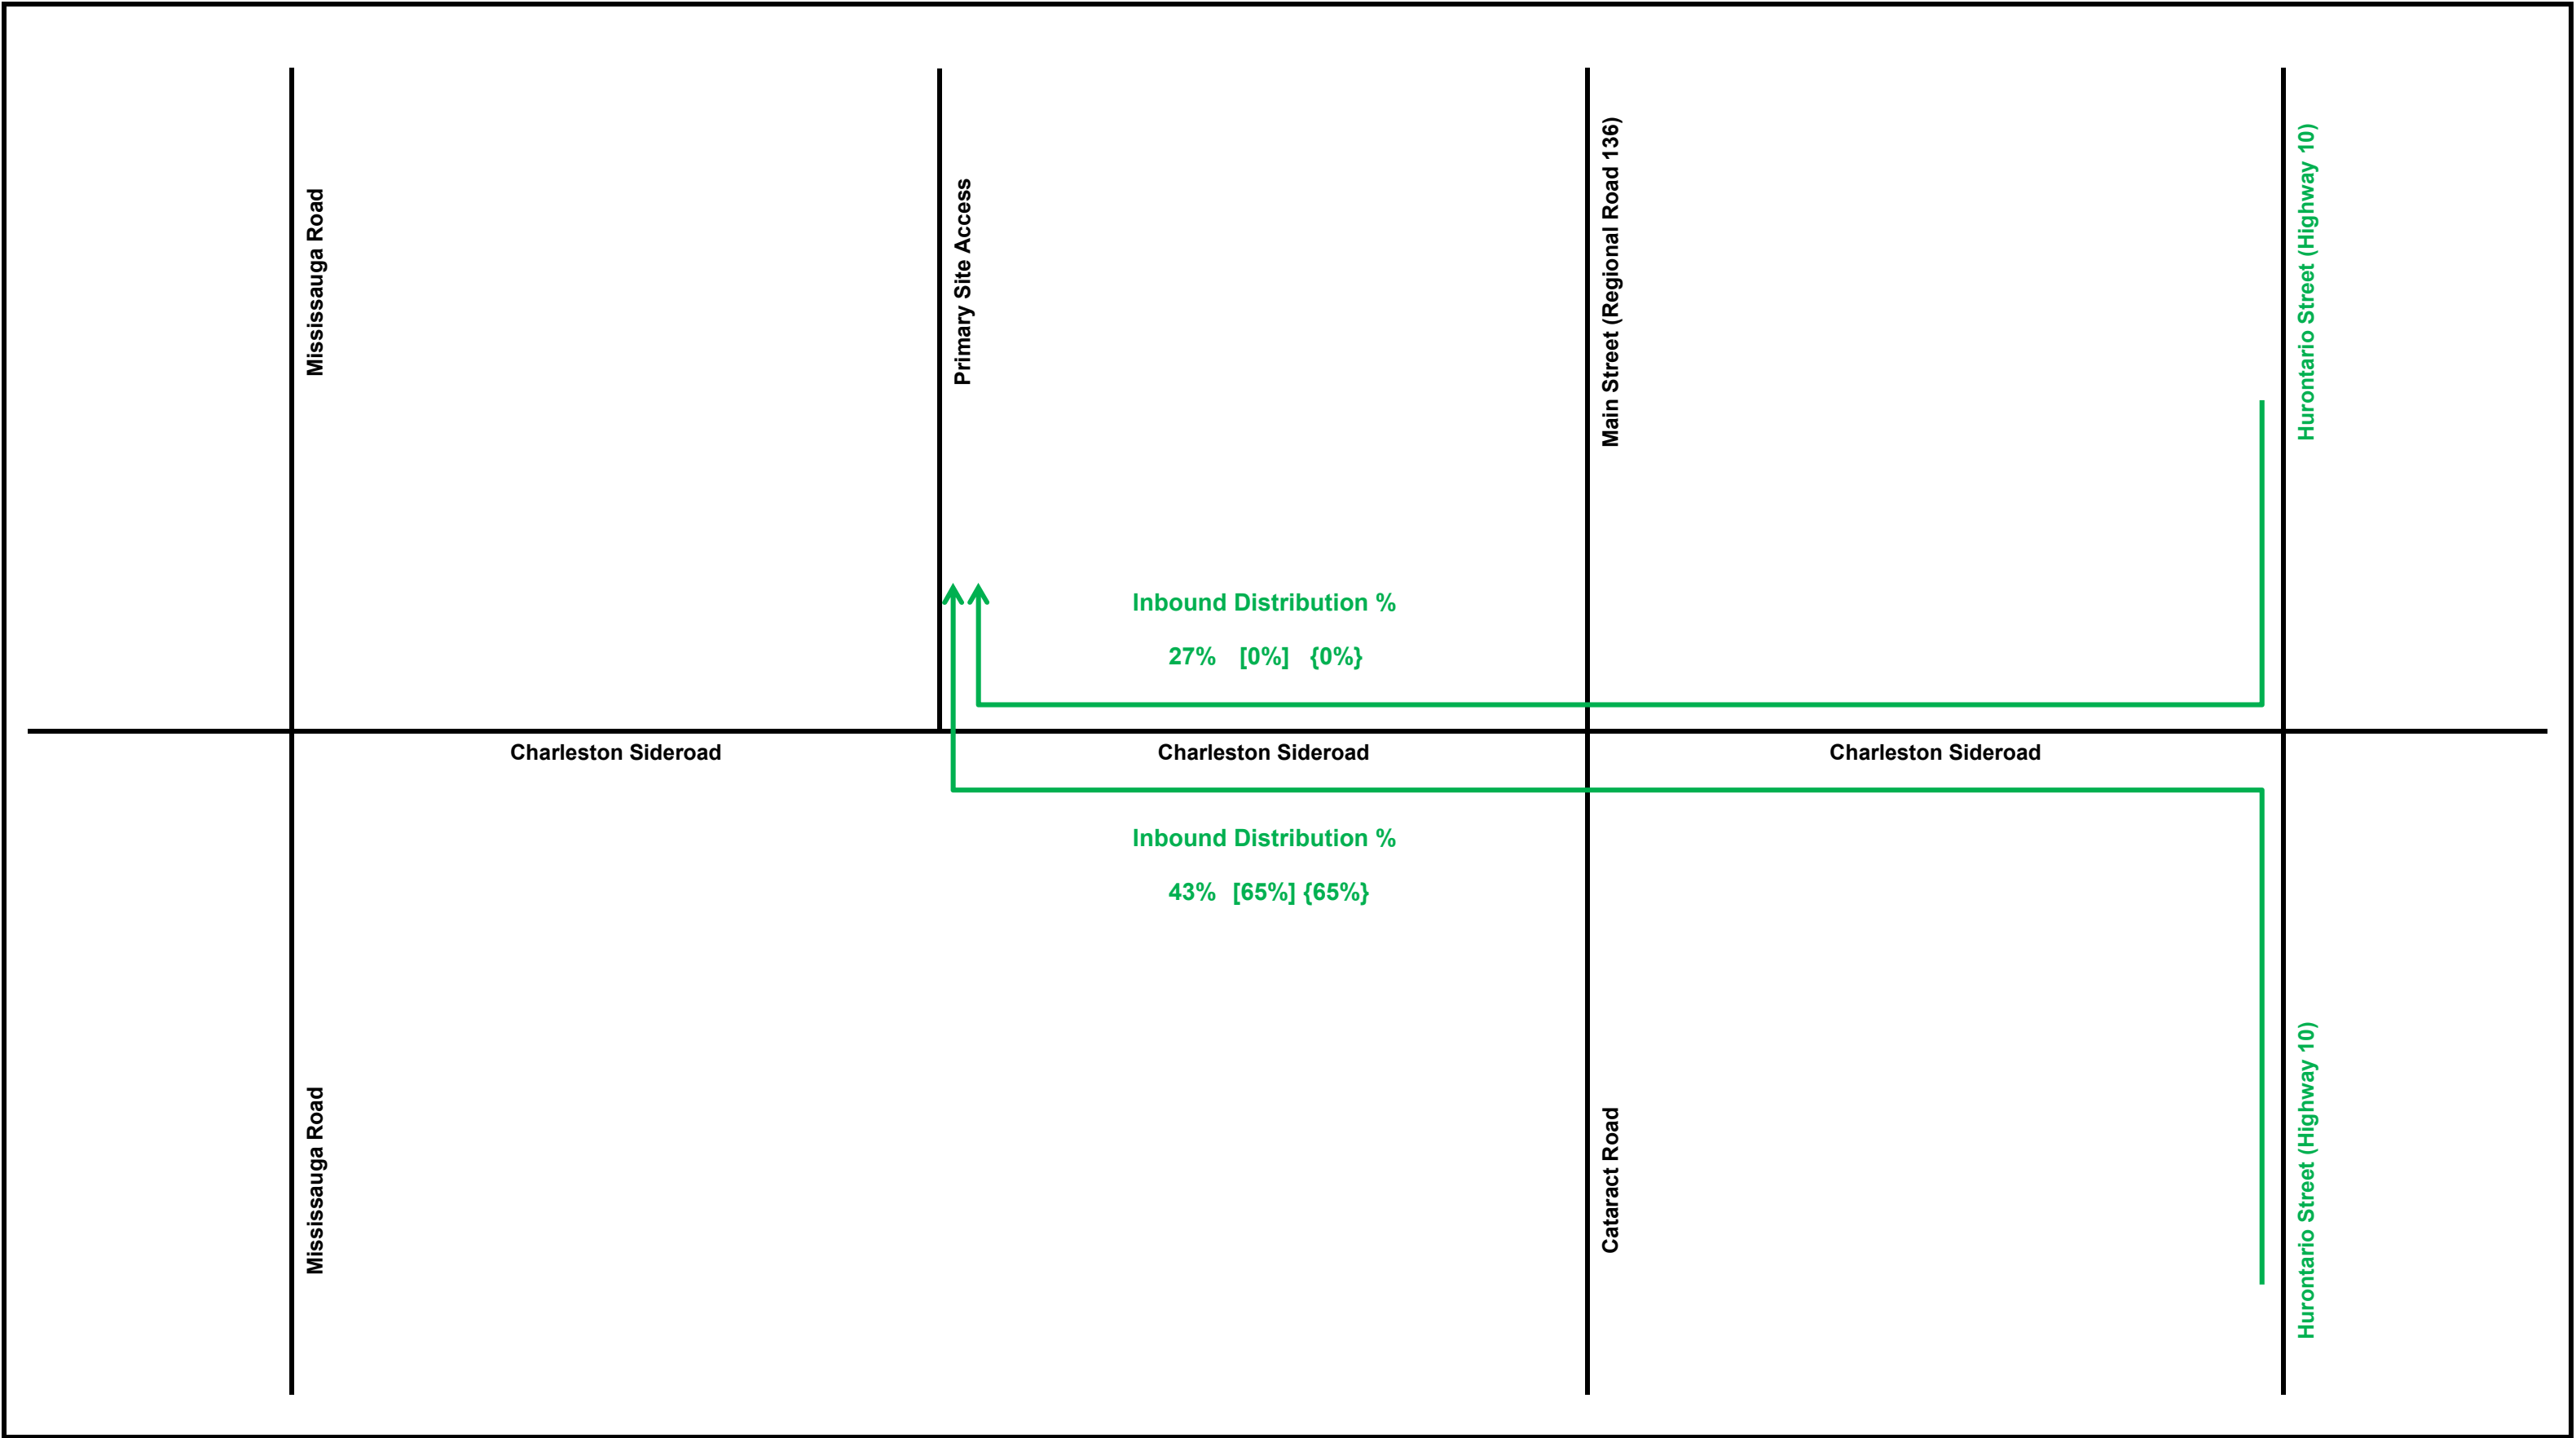 Mississauga Road
Primary Site Access
Main Street (Regional Road 136)
Hurontario Street (Highway 10)
Inbound Distribution %
27% [0%] {0%}
Charleston Sideroad
Charleston Sideroad
Charleston Sideroad
Inbound Distribution %
43% [65%] {65%}
Mississauga Road
Cataract Road
Hurontario Street (Highway 10)